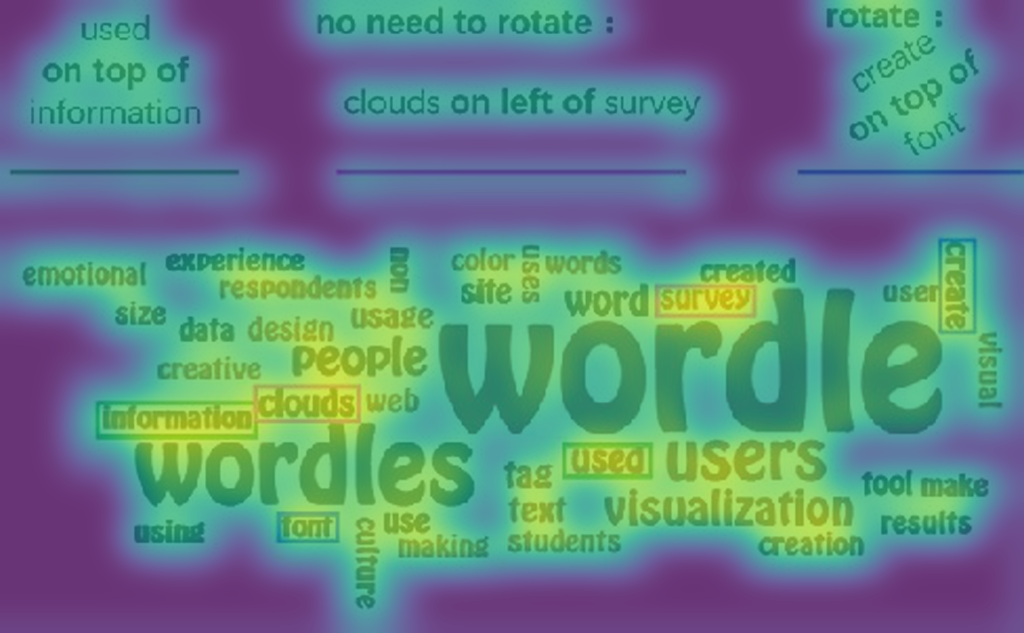 used
on top of
information
no need to rotate :
clouds on left of survey
rotate :
create
on top of
font
emotional
experience
respondents
non
color
uses
words
created
user
create
size
site
word
survey
data
design
usage
wordle
visual
creative
people
information
clouds
web
wordles
used
users
tag
tool
make
using
font
culture
use
making
text
students
visualization
creation
results